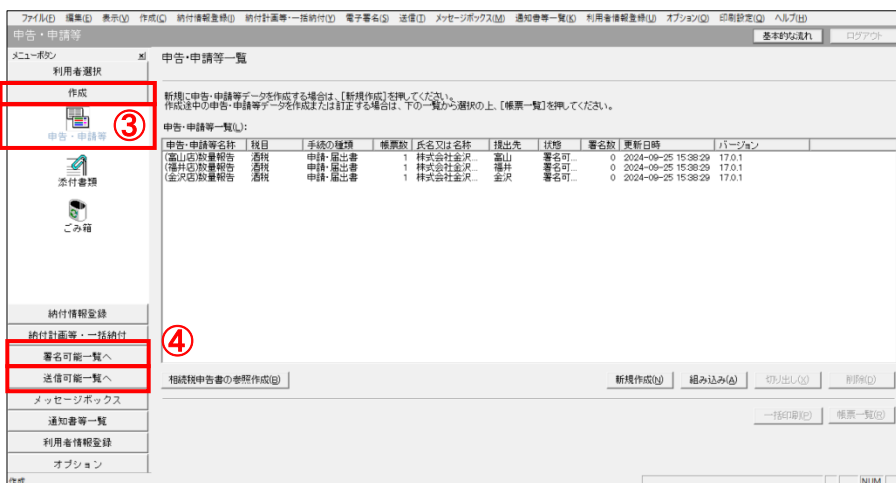 ファイル(F) 編集(E) 表示(V) 作成(C) 納付情報登録(I) 納付計画等・一括納付(Y) 電子署名(S) 送信(T) メッセージボックス(M) 通知書等一覧(K) 利用者情報登録(U) オプション(O) 印刷設定(Q) ヘルプ(H)
申告・申請等 基本的な流れ ログアウト
メニューボタン
利用者選択
作成
③
申告・申請等
添付書類
ごみ箱
納付情報登録
納付計画等・一括納付
④
署名可能一覧へ
送信可能一覧へ
メッセージボックス
通知書等一覧
利用者情報登録
オプション
申告・申請等一覧
新規に申告・申請等データを作成する場合は、[新規作成]を押してください。
作成途中の申告・申請等データを作成または訂正する場合は、下の一覧から選択の上、[帳票一覧]を押してください。
申告・申請等一覧(L):
申告・申請等名称 税目 手続の種類 帳票数 氏名又は名称 提出先 状態 署名数 更新日時 バージョン
(富山店)数量報告 酒税 申請・届出書 1 株式会社金沢... 富山 署名可... 0 2024-09-25 15:38:29 17.0.1
(福井店)数量報告 酒税 申請・届出書 1 株式会社金沢... 福井 署名可... 0 2024-09-25 15:38:29 17.0.1
(金沢店)数量報告 酒税 申請・届出書 1 株式会社金沢... 金沢 署名可... 0 2024-09-25 15:38:29 17.0.1
相続税申告書の参照作成(B) 新規作成(N) 組み込み(A) 切り出し(X) 削除(D)
一括印刷(P) 帳票一覧(R)
作成 NUM